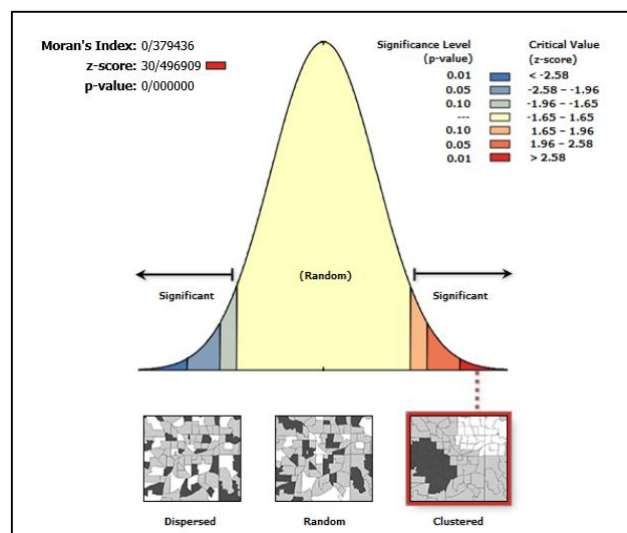 Moran's Index: 0/379436
z-score: 30/496909
p-value: 0/000000
Significance Level
(p-value)
Critical Value
(z-score)
0.01 < -2.58
0.05 -2.58 – -1.96
0.10 -1.96 – -1.65
--- -1.65 – 1.65
0.10 1.65 – 1.96
0.05 1.96 – 2.58
0.01 > 2.58
(Random)
Significant
Significant
Dispersed
Random
Clustered